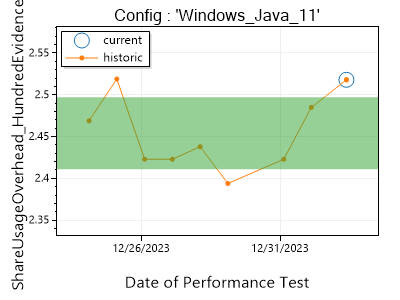 Config : 'Windows_Java_11'
current
historic
ShareUsageOverhead_HundredEvidence
2.55
2.5
2.45
2.4
2.35
12/26/2023
12/31/2023
Date of Performance Test